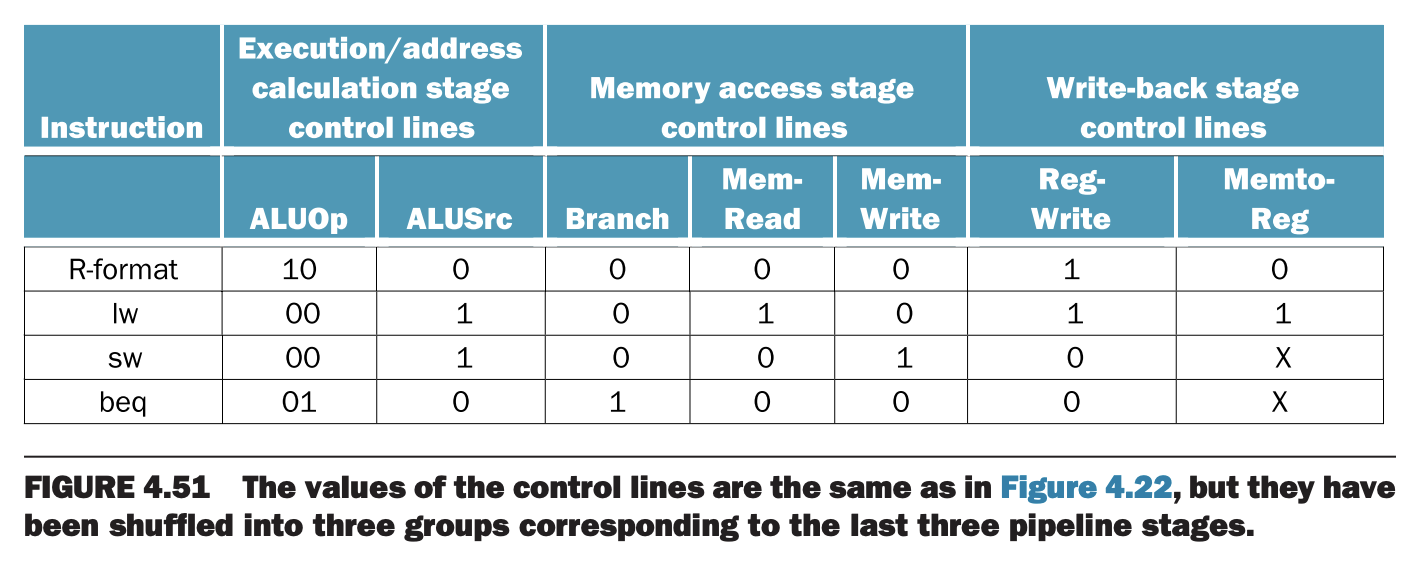 Instruction Execution/address calculation stage control lines Memory access stage control lines Write-back stage control lines
ALUOp ALUSrc Branch Mem-Read Mem-Write Reg-Write Memto-Reg
R-format 10 0 0 0 0 1 0
lw 00 1 0 1 0 1 1
sw 00 1 0 0 1 0 X
beq 01 0 1 0 0 0 X
FIGURE 4.51 The values of the control lines are the same as in Figure 4.22, but they have
been shuffled into three groups corresponding to the last three pipeline stages.